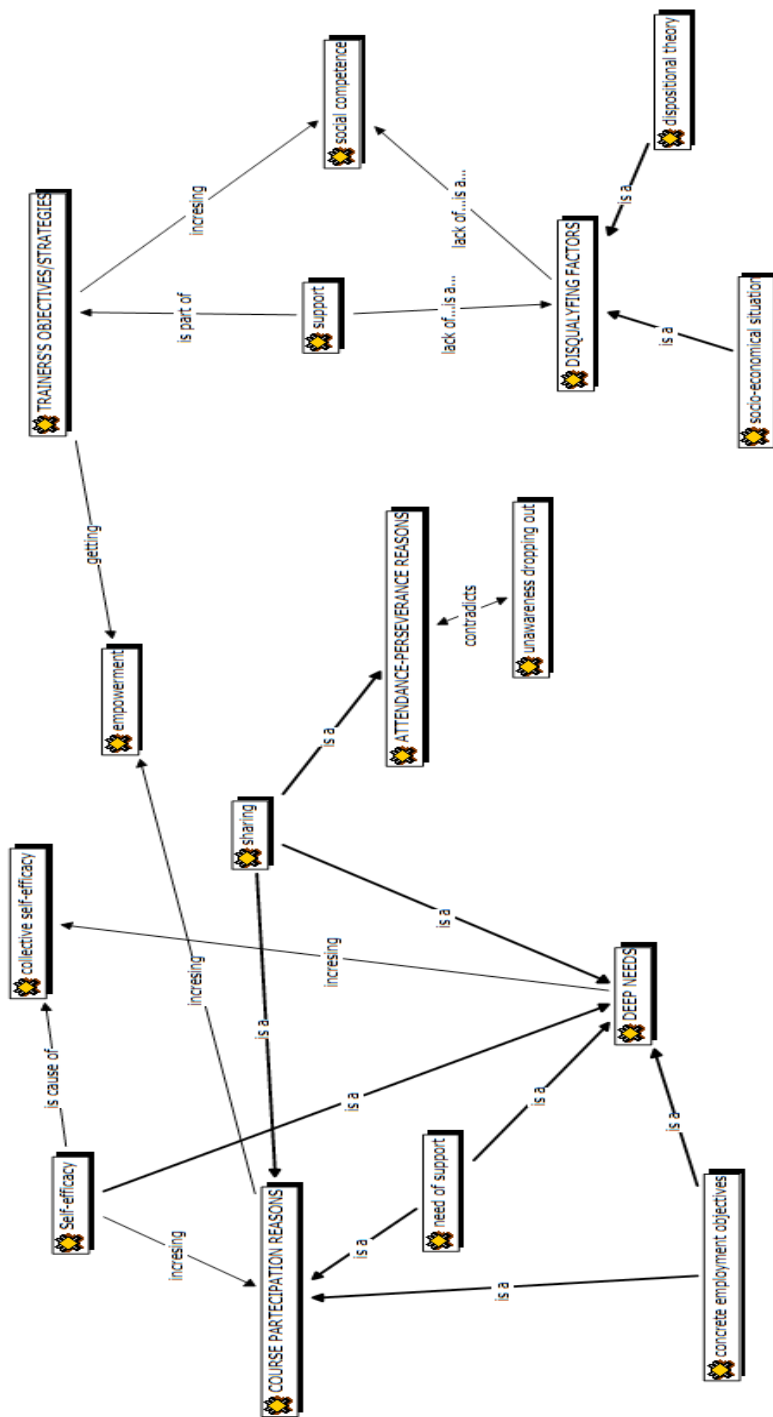 collective self-efficacy
TRAINERS'S OBJECTIVES/STRATEGIES
is cause of
Self-efficacy
getting
empowerment
incresing
incresing
is part of
incresing
sharing
is a
COURSE PARTECIPATION REASONS
support
is a
incresing
social competence
is a
is a
ATTENDANCE-PERSEVERANCE REASONS
need of support
is a
lack of...is a...
lack of...is a...
contradicts
is a
unawareness dropping out
is a
DISQUALYFING FACTORS
DEEP NEEDS
is a
is a
is a
dispositional theory
concrete employment objectives
socio-economical situation